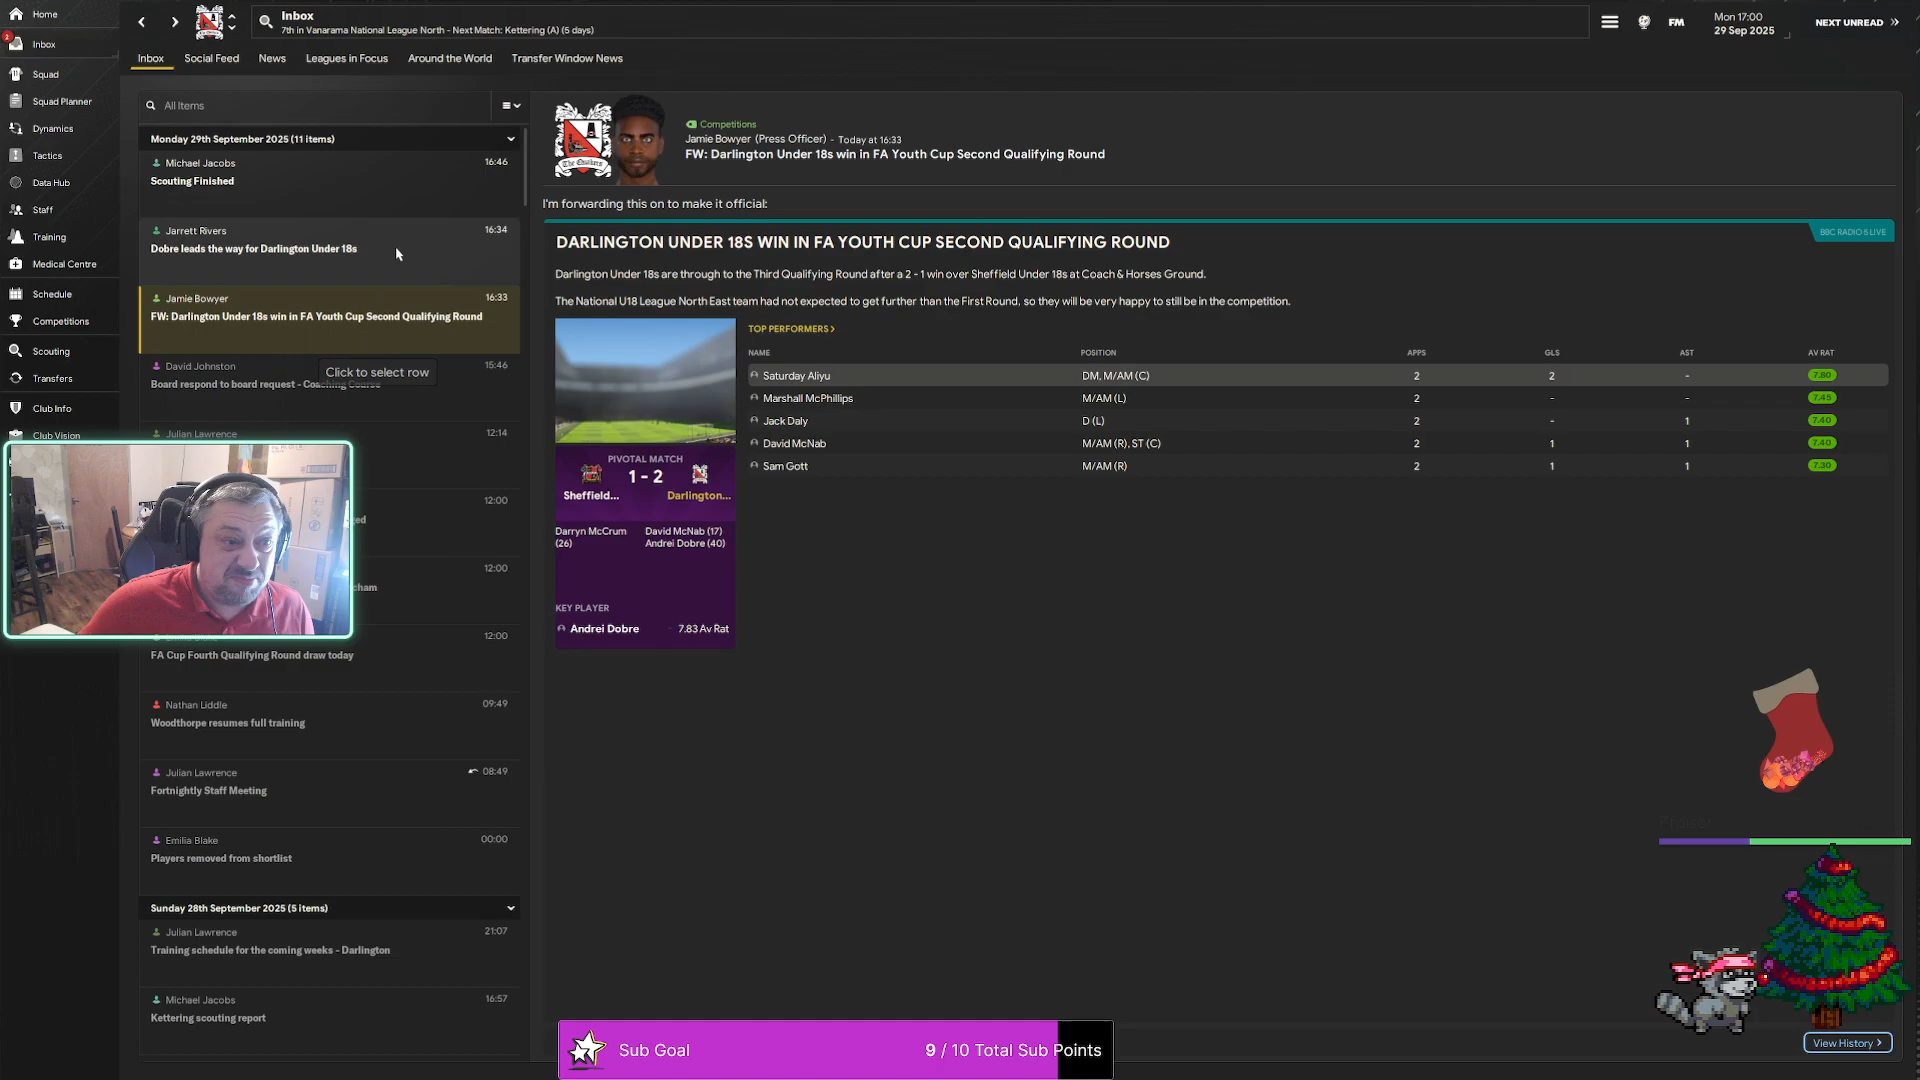 Home
Inbox
7th in Vanarama National League North - Next Match: Kettering (A) (5 days)
FM
Mon 17:00
29 Sep 2025
NEXT UNREAD
2
Inbox
Squad
Squad Planner
Dynamics
Tactics
Data Hub
Staff
Training
Medical Centre
Schedule
Competitions
Scouting
Transfers
Club Info
Club Vision
Inbox
Social Feed
News
Leagues in Focus
Around the World
Transfer Window News
All Items
Monday 29th September 2025 (11 items)
Michael Jacobs 16:46
Scouting Finished
Jarrett Rivers 16:34
Dobre leads the way for Darlington Under 18s
Jamie Bowyer 16:33
FW: Darlington Under 18s win in FA Youth Cup Second Qualifying Round
David Johnston 15:46
Board respond to board request - Coaching Course
Click to select row
Julian Lawrence 12:14
12:00
12:00
12:00
FA Cup Fourth Qualifying Round draw today
Nathan Liddle 09:49
Woodthorpe resumes full training
Julian Lawrence 08:49
Fortnightly Staff Meeting
Emilia Blake 00:00
Players removed from shortlist
Sunday 28th September 2025 (5 items)
Julian Lawrence 21:07
Training schedule for the coming weeks - Darlington
Michael Jacobs 16:57
Kettering scouting report
The Quakers
Competitions
Jamie Bowyer (Press Officer) - Today at 16:33
FW: Darlington Under 18s win in FA Youth Cup Second Qualifying Round
I'm forwarding this on to make it official:
BBC RADIO 5 LIVE
DARLINGTON UNDER 18S WIN IN FA YOUTH CUP SECOND QUALIFYING ROUND
Darlington Under 18s are through to the Third Qualifying Round after a 2 - 1 win over Sheffield Under 18s at Coach & Horses Ground.
The National U18 League North East team had not expected to get further than the First Round, so they will be very happy to still be in the competition.
PIVOTAL MATCH
1 - 2
Sheffield... Darlington...
Darryn McCrum (26)
David McNab (17)
Andrei Dobre (40)
KEY PLAYER
Andrei Dobre - 7.83 Av Rat
TOP PERFORMERS >
NAME POSITION APPS GLS AST AV RAT
Saturday Aliyu DM, M/AM (C) 2 2 - 7.80
Marshall McPhillips M/AM (L) 2 - - 7.45
Jack Daly D (L) 2 - 1 7.40
David McNab M/AM (R), ST (C) 2 1 1 7.40
Sam Gott M/AM (R) 2 1 1 7.30
View History >
Sub Goal 9 / 10 Total Sub Points